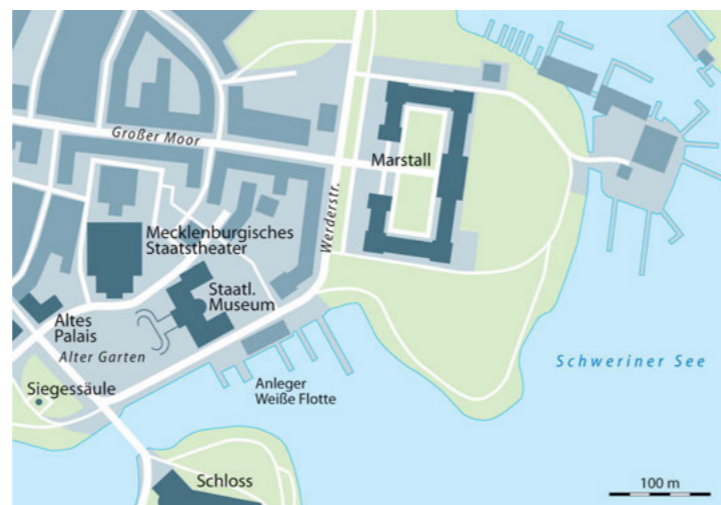 Großer Moor
Marstall
Werderstr.
Mecklenburgisches
Staatstheater
Staatl.
Museum
Altes
Palais
Alter Garten
Siegessäule
Anleger
Weiße Flotte
Schweriner See
Schloss
100 m